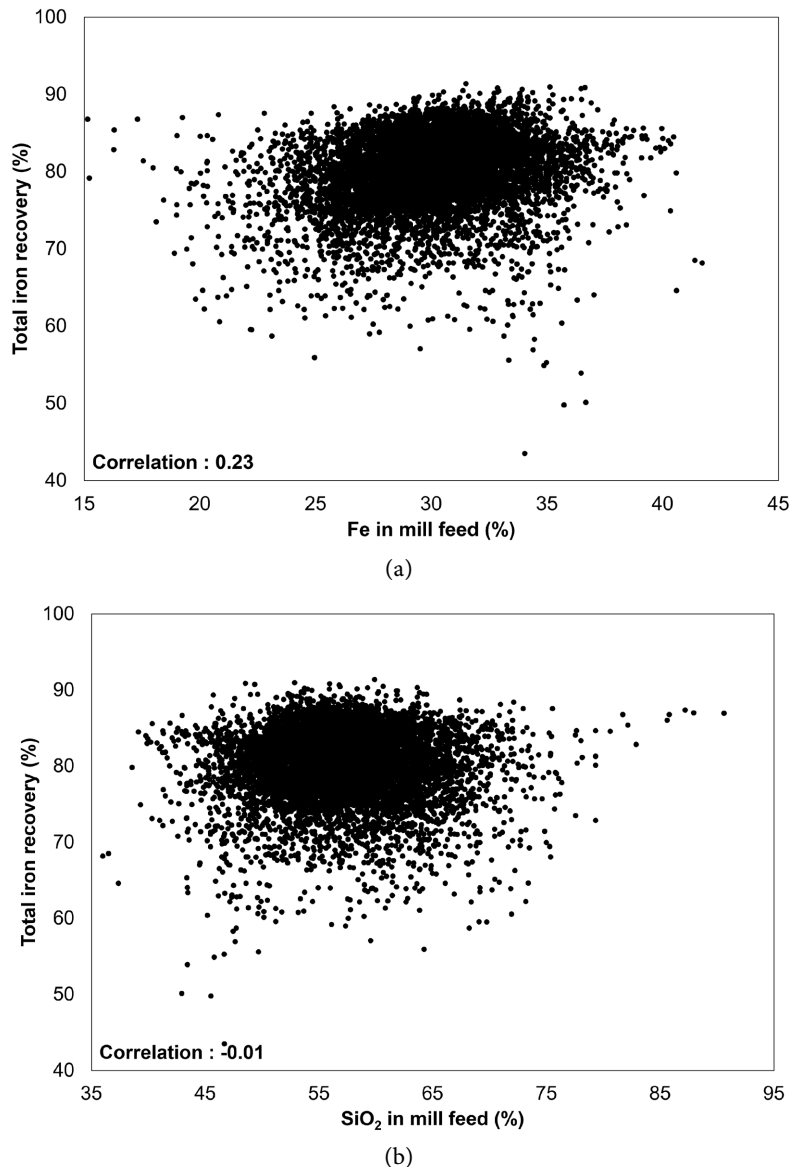 100
90
80
70
60
50
40
Total iron recovery (%)
Correlation : 0.23
15 20 25 30 35 40 45
Fe in mill feed (%)
(a)
100
90
80
70
60
50
40
Total iron recovery (%)
Correlation : -0.01
35 45 55 65 75 85 95
SiO₂ in mill feed (%)
(b)